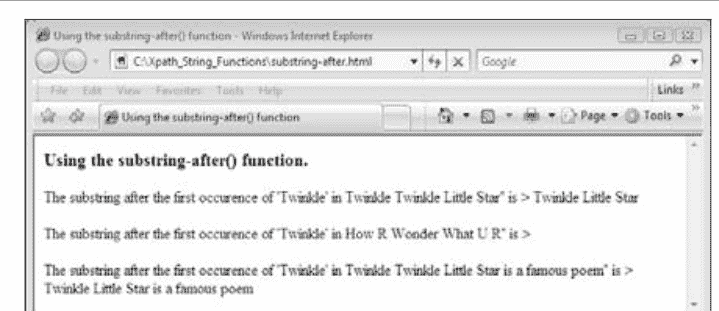 Using the substring-after() function - Windows Internet Explorer
C:\Xpath_String_Functions\substring-after.html
Google
File Edit View Favorites Tools Help
Links »
Using the substring-after() function
Page Tools »
Using the substring-after() function.
The substring after the first occurence of 'Twinkle' in Twinkle Twinkle Little Star" is > Twinkle Little Star
The substring after the first occurence of 'Twinkle' in How R Wonder What U R" is >
The substring after the first occurence of 'Twinkle' in Twinkle Twinkle Little Star is a famous poem" is >
Twinkle Little Star is a famous poem